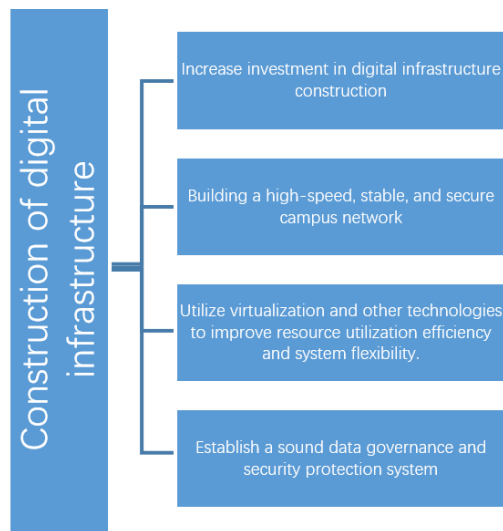 Construction of digital
infrastructure
Increase investment in digital infrastructure
construction
Building a high-speed, stable, and secure
campus network
Utilize virtualization and other technologies
to improve resource utilization efficiency
and system flexibility.
Establish a sound data governance and
security protection system